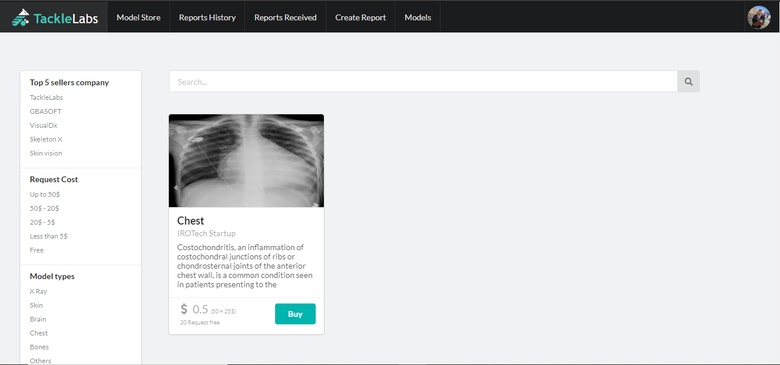 TackleLabs
Model Store
Reports History
Reports Received
Create Report
Models
Top 5 sellers company
TackleLabs
GBASOFT
VisualDx
Skeleton X
Skin vision
Request Cost
Up to 50$
50$ - 20$
20$ - 5$
Less than 5$
Free
Model types
X Ray
Skin
Brain
Chest
Bones
Others
Search...
Chest
IROTech Startup
Costochondritis, an inflammation of
costochondral junctions of ribs or
chondrosternal joints of the anterior
chest wall, is a common condition seen
in patients presenting to the
$ 0.5 (50 + 25$)
20 Request free
Buy